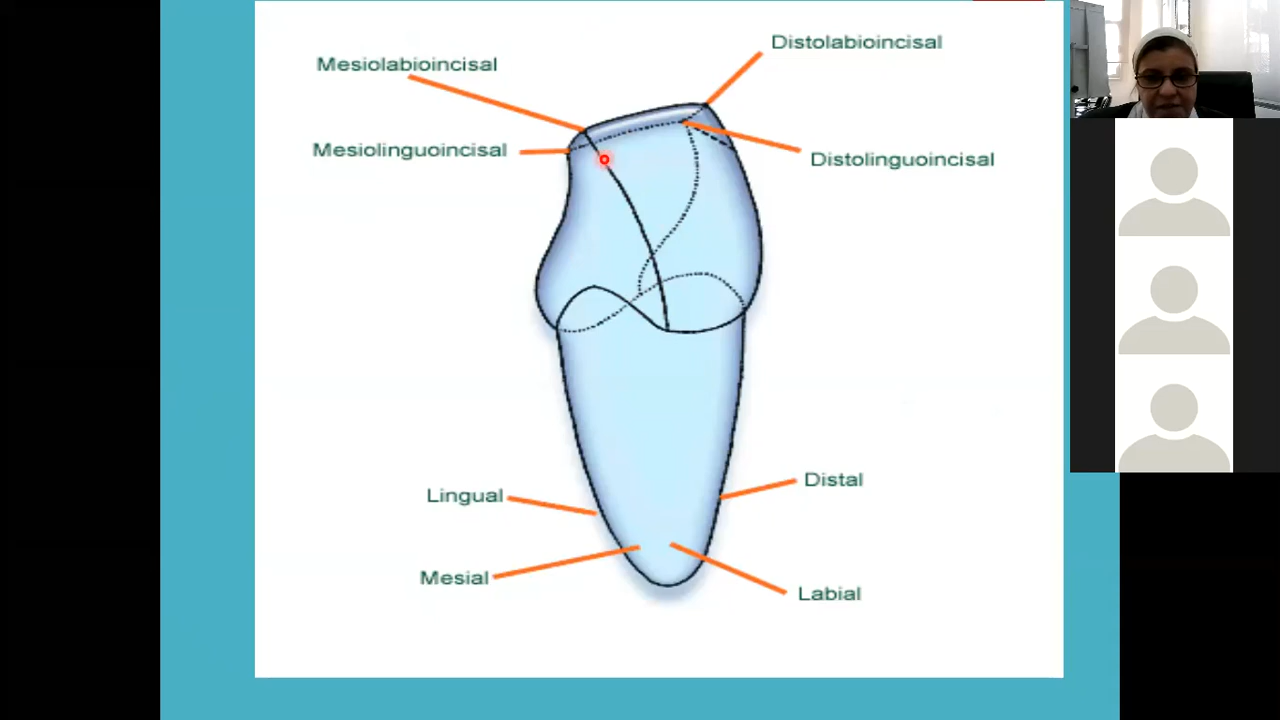 Distolabioincisal
Mesiolabioincisal
Mesiolinguoincisal
Distolinguoincisal
Lingual
Distal
Mesial
Labial